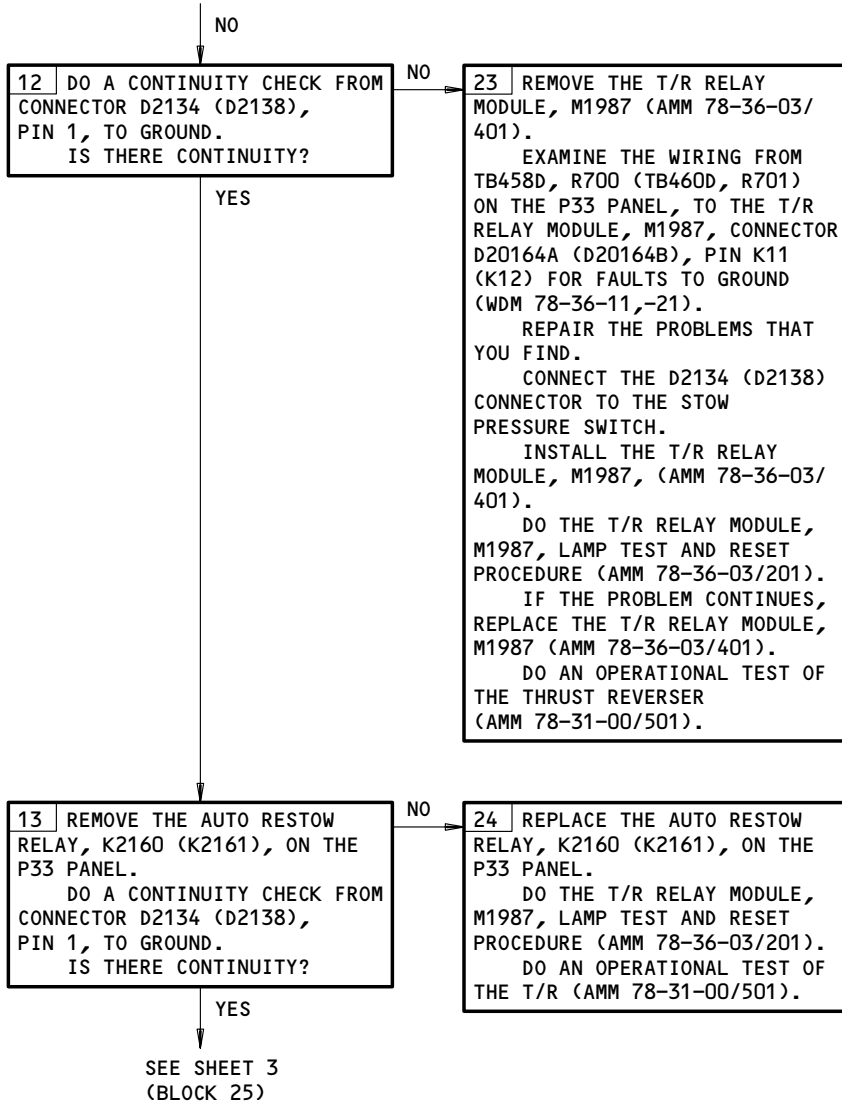 NO
12 DO A CONTINUITY CHECK FROM
CONNECTOR D2134 (D2138),
PIN 1, TO GROUND.
IS THERE CONTINUITY?
NO
23 REMOVE THE T/R RELAY
MODULE, M1987 (AMM 78-36-03/
401).
EXAMINE THE WIRING FROM
TB458D, R700 (TB460D, R701)
ON THE P33 PANEL, TO THE T/R
RELAY MODULE, M1987, CONNECTOR
D20164A (D20164B), PIN K11
(K12) FOR FAULTS TO GROUND
(WDM 78-36-11,-21).
REPAIR THE PROBLEMS THAT
YOU FIND.
CONNECT THE D2134 (D2138)
CONNECTOR TO THE STOW
PRESSURE SWITCH.
INSTALL THE T/R RELAY
MODULE, M1987, (AMM 78-36-03/
401).
DO THE T/R RELAY MODULE,
M1987, LAMP TEST AND RESET
PROCEDURE (AMM 78-36-03/201).
IF THE PROBLEM CONTINUES,
REPLACE THE T/R RELAY MODULE,
M1987 (AMM 78-36-03/401).
DO AN OPERATIONAL TEST OF
THE THRUST REVERSER
(AMM 78-31-00/501).
YES
13 REMOVE THE AUTO RESTOW
RELAY, K2160 (K2161), ON THE
P33 PANEL.
DO A CONTINUITY CHECK FROM
CONNECTOR D2134 (D2138),
PIN 1, TO GROUND.
IS THERE CONTINUITY?
NO
24 REPLACE THE AUTO RESTOW
RELAY, K2160 (K2161), ON THE
P33 PANEL.
DO THE T/R RELAY MODULE,
M1987, LAMP TEST AND RESET
PROCEDURE (AMM 78-36-03/201).
DO AN OPERATIONAL TEST OF
THE T/R (AMM 78-31-00/501).
YES
SEE SHEET 3
(BLOCK 25)